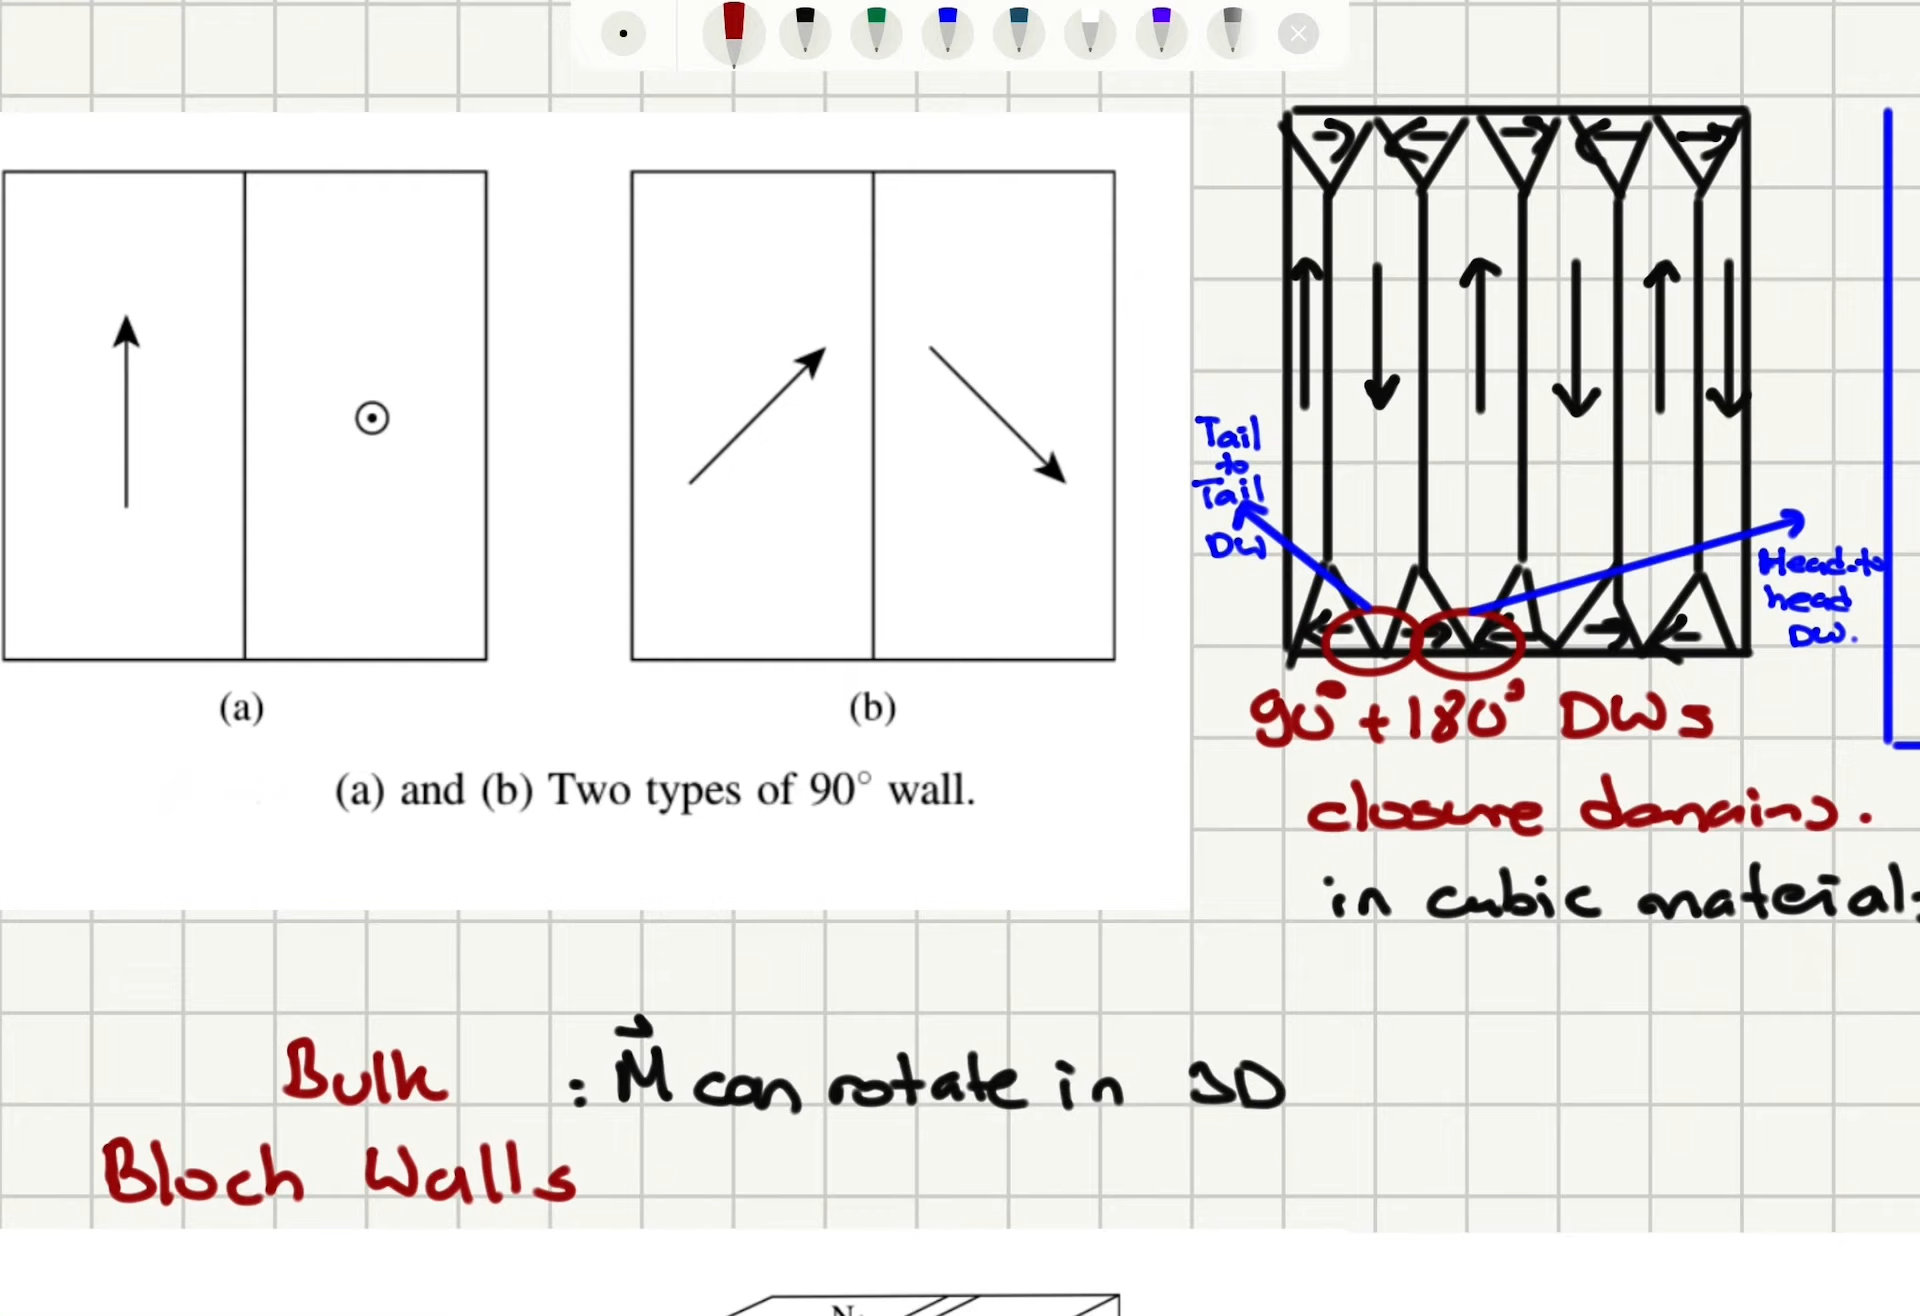 Tail
to
Tail
DW
Head-to
head
DW.
(a)
(b)
(a) and (b) Two types of 90° wall.
90° + 180° DWs
closure domains.
in cubic material
Bulk : M⃗ can rotate in 3D
Bloch Walls